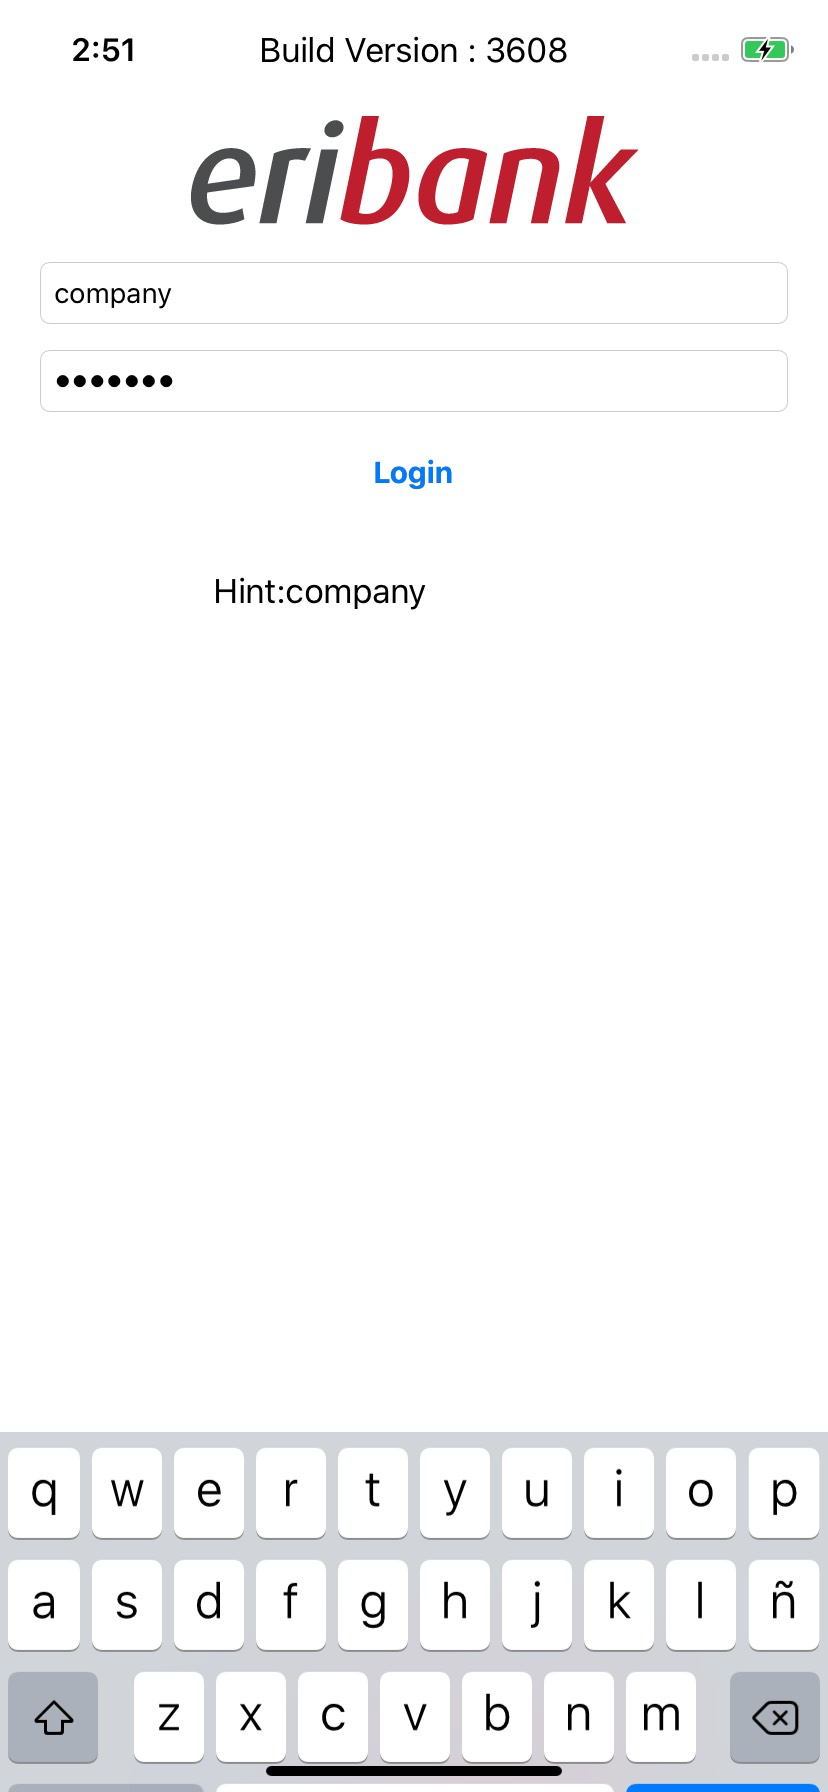 2:51 Build Version : 3608
eribank
company
•••••••
Login
Hint:company
q w e r t y u i o p
a s d f g h j k l ñ
z x c v b n m